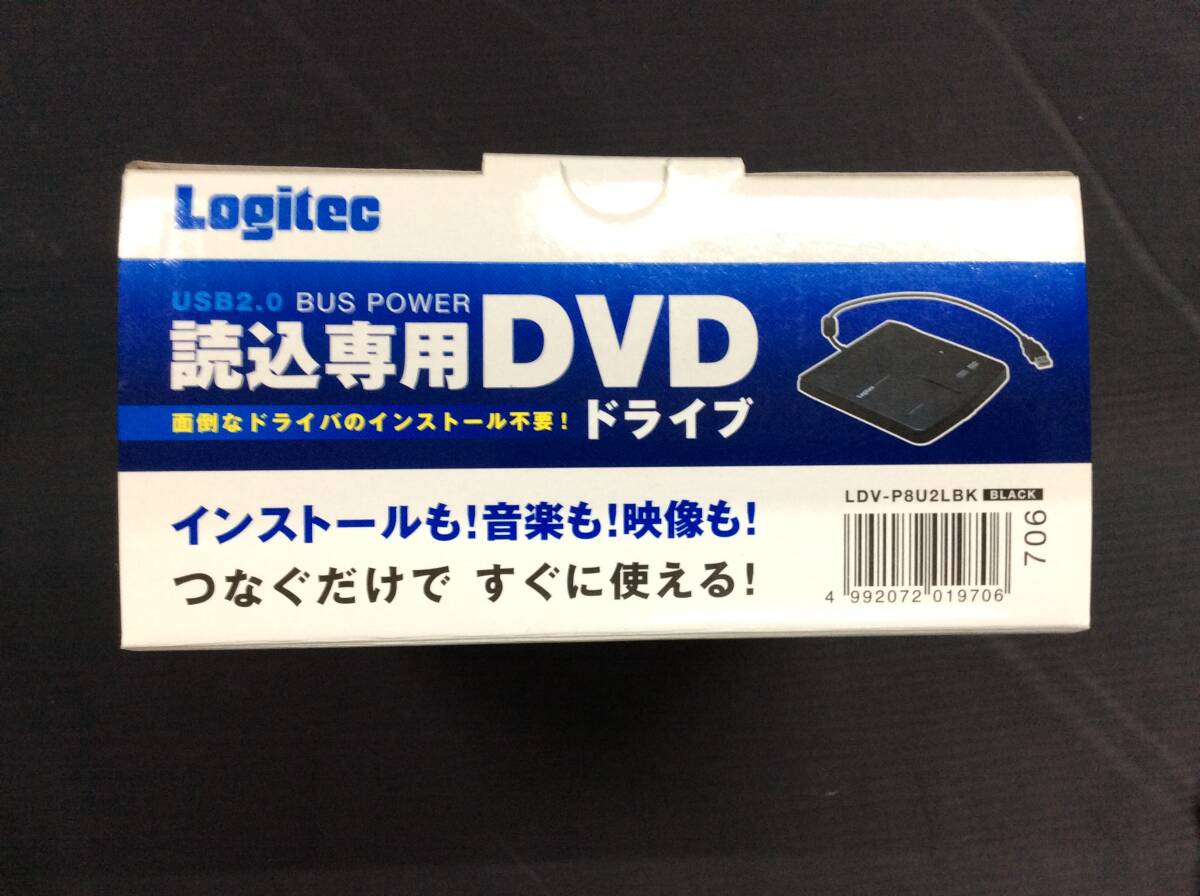 Logitec
USB2.0 BUS POWER
読込専用DVD
面倒なドライバのインストール不要！ドライブ
Logitec
インストールも！音楽も！映像も！
つなぐだけで すぐに使える！
LDV-P8U2LBK BLACK
706
4 992072 019706